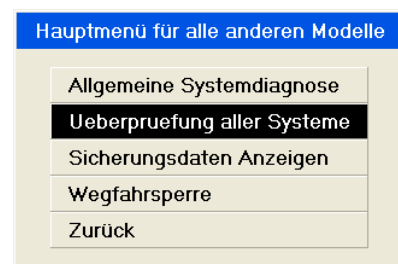 Hauptmenü für alle anderen Modelle
Allgemeine Systemdiagnose
Ueberpruefung aller Systeme
Sicherungsdaten Anzeigen
Wegfahrsperre
Zurück